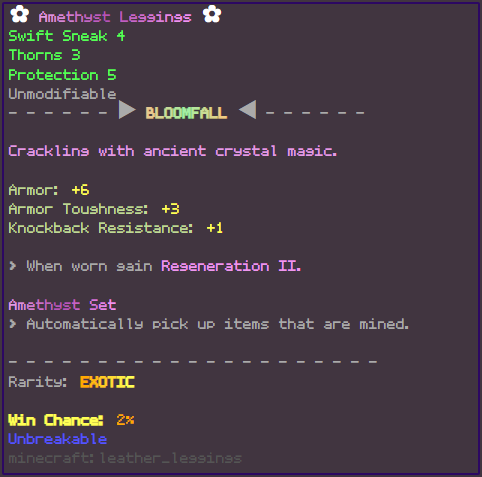 ✿ Amethyst Leggings ✿
Swift Sneak 4
Thorns 3
Protection 5
Unmodifiable
- - - - - - ▶ BLOOMFALL ◀ - - - - - -
Crackling with ancient crystal magic.
Armor: +6
Armor Toughness: +3
Knockback Resistance: +1
> When worn gain Regeneration II.
Amethyst Set
> Automatically pick up items that are mined.
- - - - - - - - - - - - - - - - - - - - -
Rarity: EXOTIC
Win Chance: 2%
Unbreakable
minecraft:leather_leggings